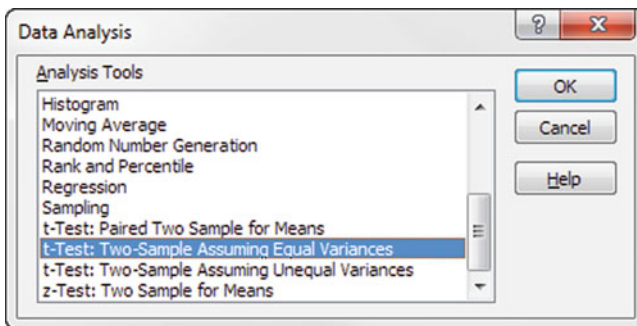 Data Analysis
Analysis Tools
Histogram
Moving Average
Random Number Generation
Rank and Percentile
Regression
Sampling
t-Test: Paired Two Sample for Means
t-Test: Two-Sample Assuming Equal Variances
t-Test: Two-Sample Assuming Unequal Variances
z-Test: Two Sample for Means
OK
Cancel
Help